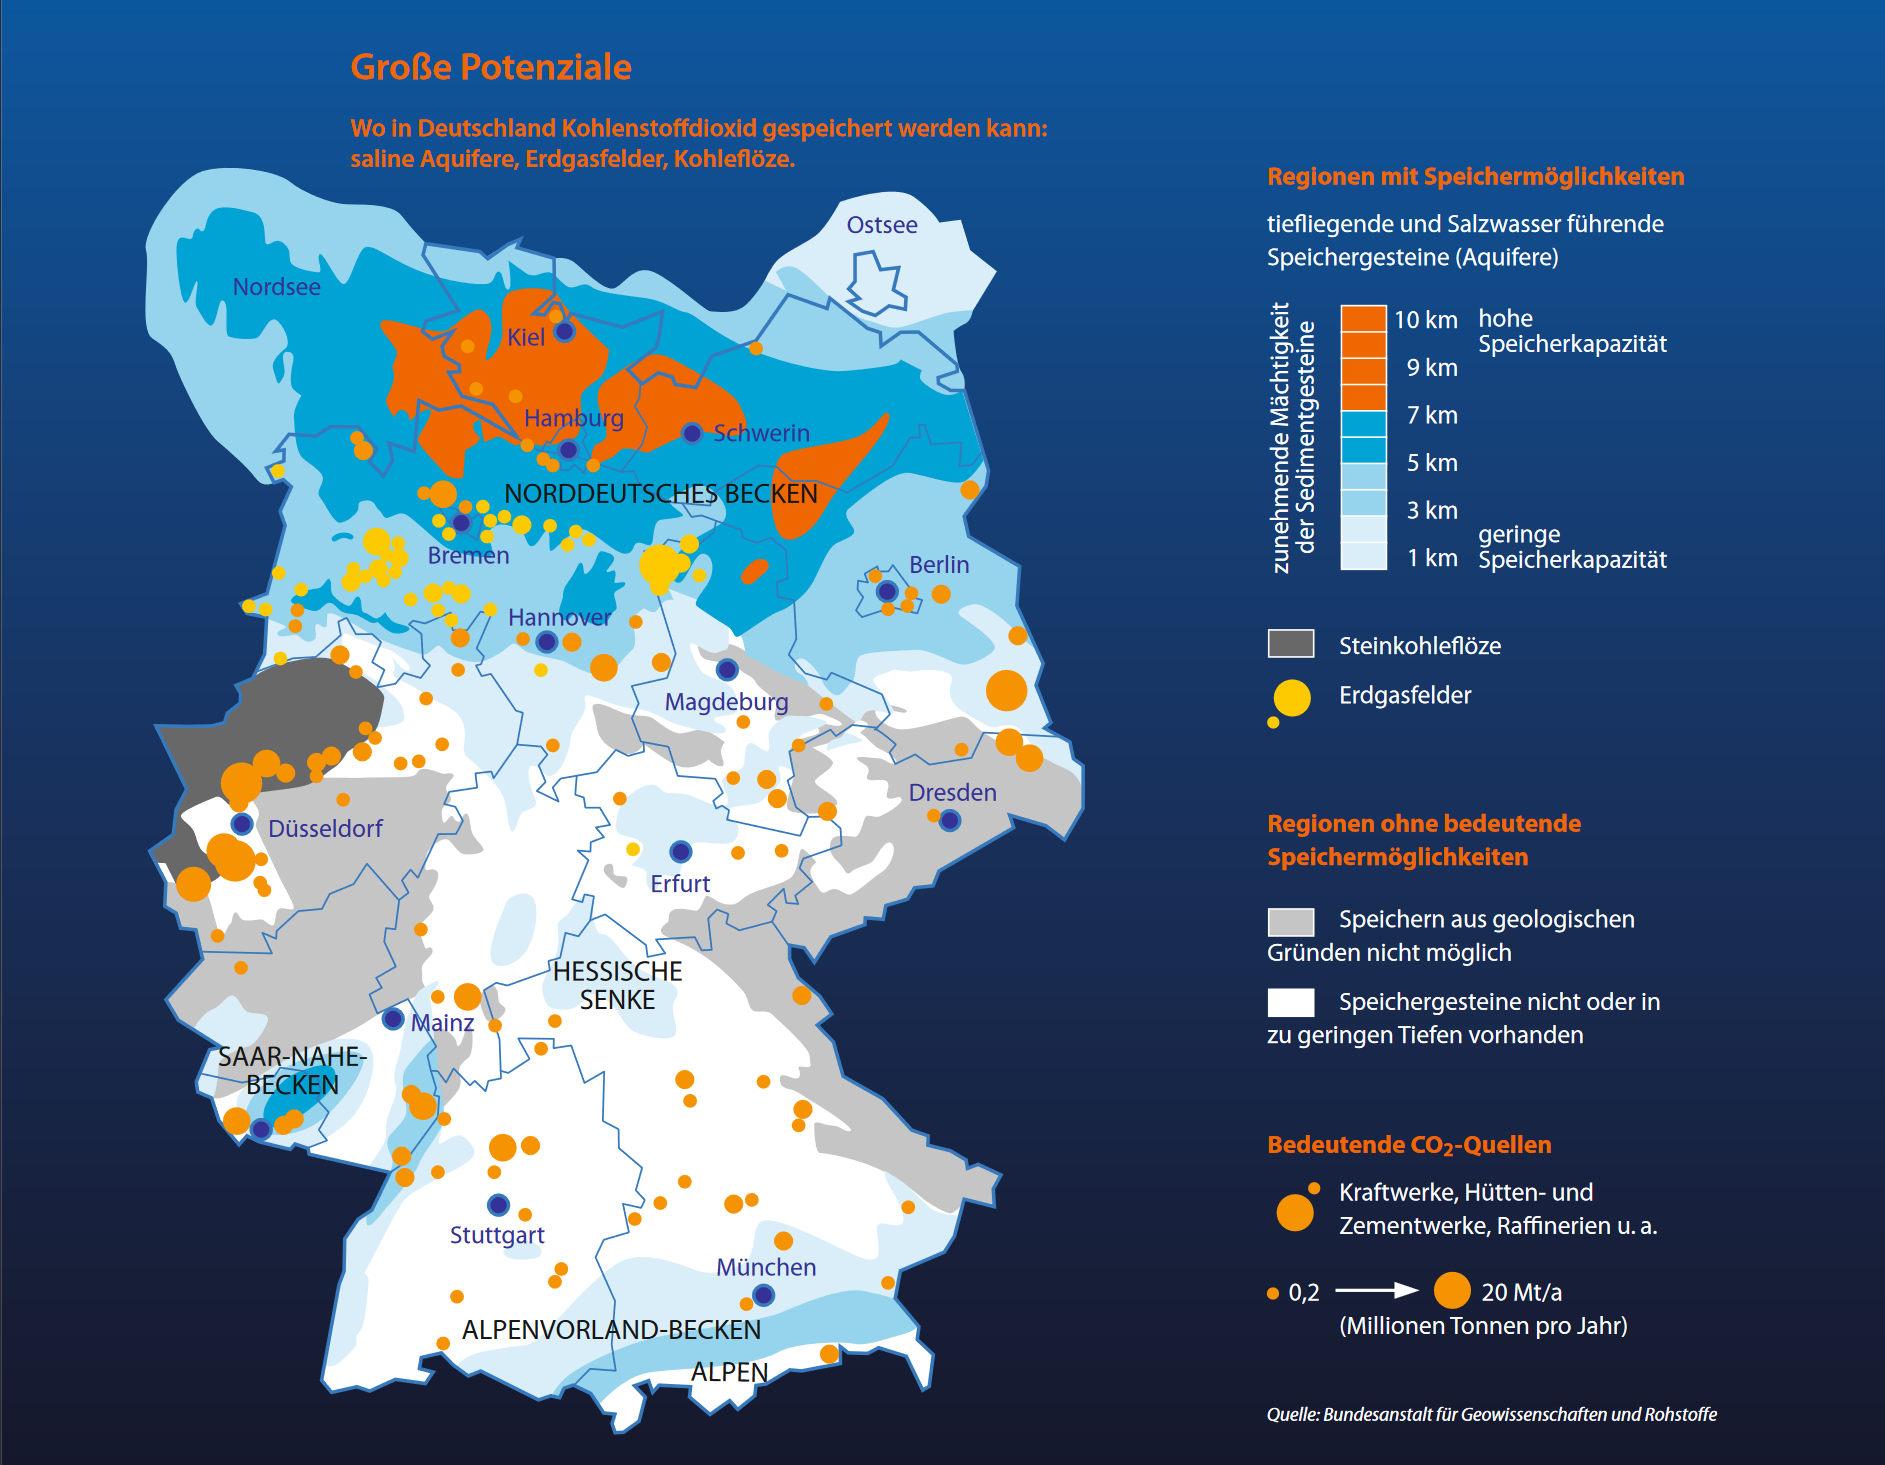 Große Potenziale
Wo in Deutschland Kohlenstoffdioxid gespeichert werden kann:
saline Aquifere, Erdgasfelder, Kohleflöze.
Ostsee
Nordsee
Kiel
Hamburg
Schwerin
NORDDEUTSCHES BECKEN
Bremen
Berlin
Hannover
Magdeburg
Dresden
Düsseldorf
Erfurt
HESSISCHE
SENKE
Mainz
SAAR-NAHE-
BECKEN
Stuttgart
München
ALPENVORLAND-BECKEN
ALPEN
Regionen mit Speichermöglichkeiten
tiefliegende und Salzwasser führende
Speichergesteine (Aquifere)
zunehmende Mächtigkeit
der Sedimentgesteine
10 km
hohe
Speicherkapazität
9 km
7 km
5 km
3 km
1 km
geringe
Speicherkapazität
Steinkohleflöze
Erdgasfelder
Regionen ohne bedeutende
Speichermöglichkeiten
Speichern aus geologischen
Gründen nicht möglich
Speichergesteine nicht oder in
zu geringen Tiefen vorhanden
Bedeutende CO₂-Quellen
Kraftwerke, Hütten- und
Zementwerke, Raffinerien u. a.
0,2
20 Mt/a
(Millionen Tonnen pro Jahr)
Quelle: Bundesanstalt für Geowissenschaften und Rohstoffe